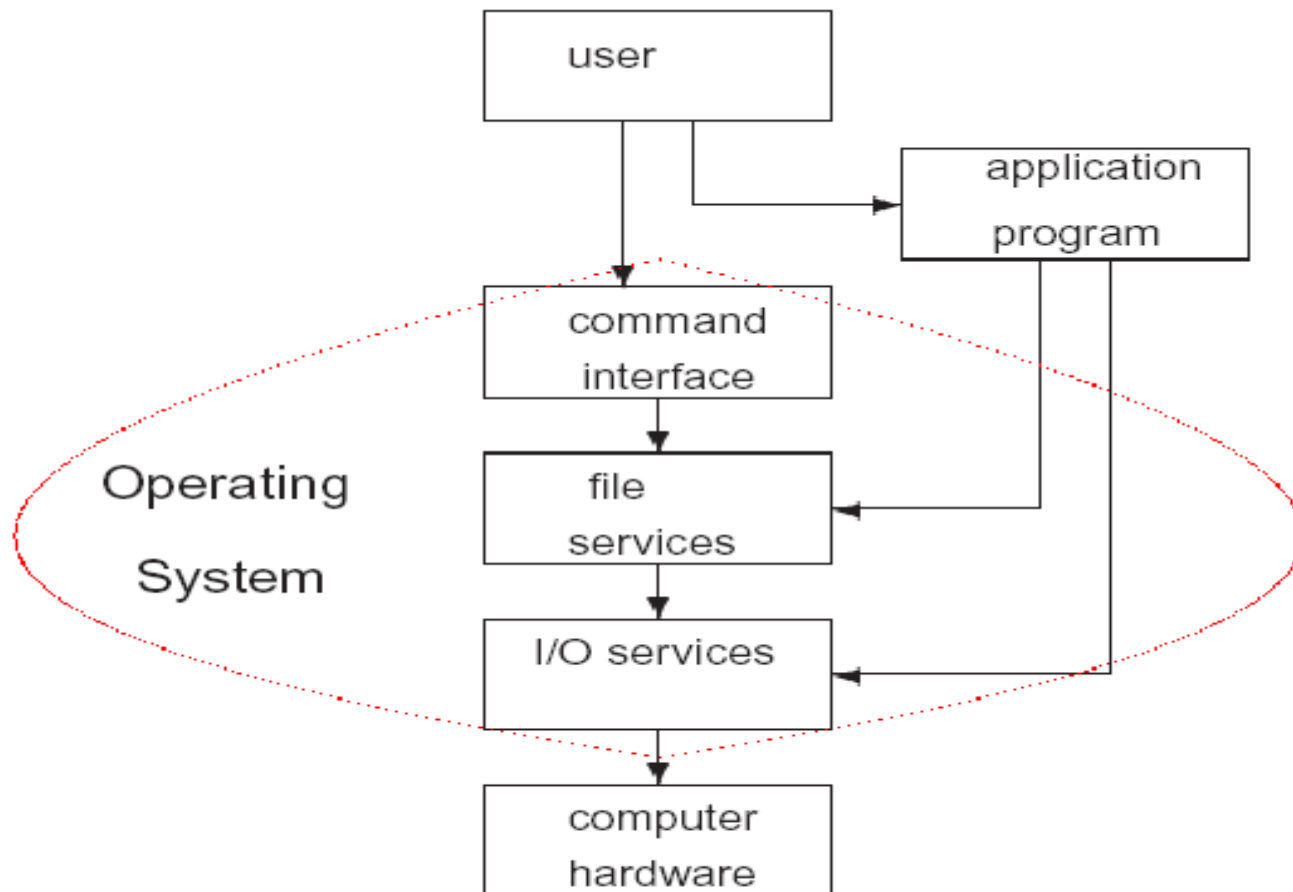 user
application
program
command
interface
file
services
Operating
System
I/O services
computer
hardware